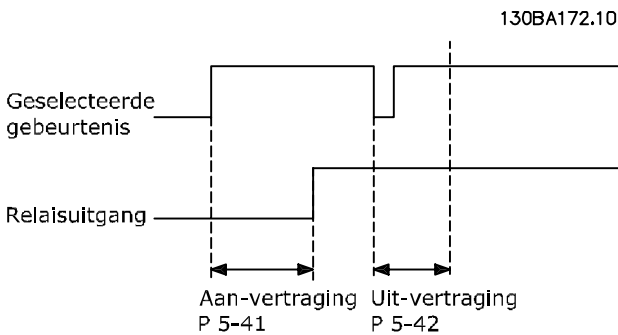 130BA172.10
Geselecteerde
gebeurtenis
Relaisuitgang
Aan-vertraging
P 5-41
Uit-vertraging
P 5-42